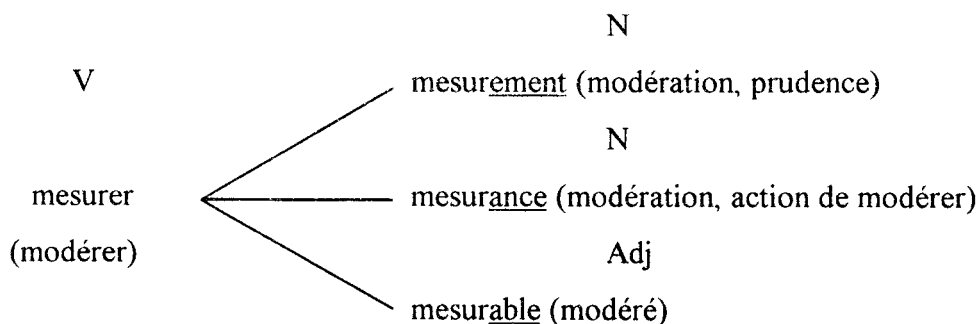 N
V
mesurement (modération, prudence)
N
mesurer
mesurance (modération, action de modérer)
(modérer)
Adj
mesurable (modéré)